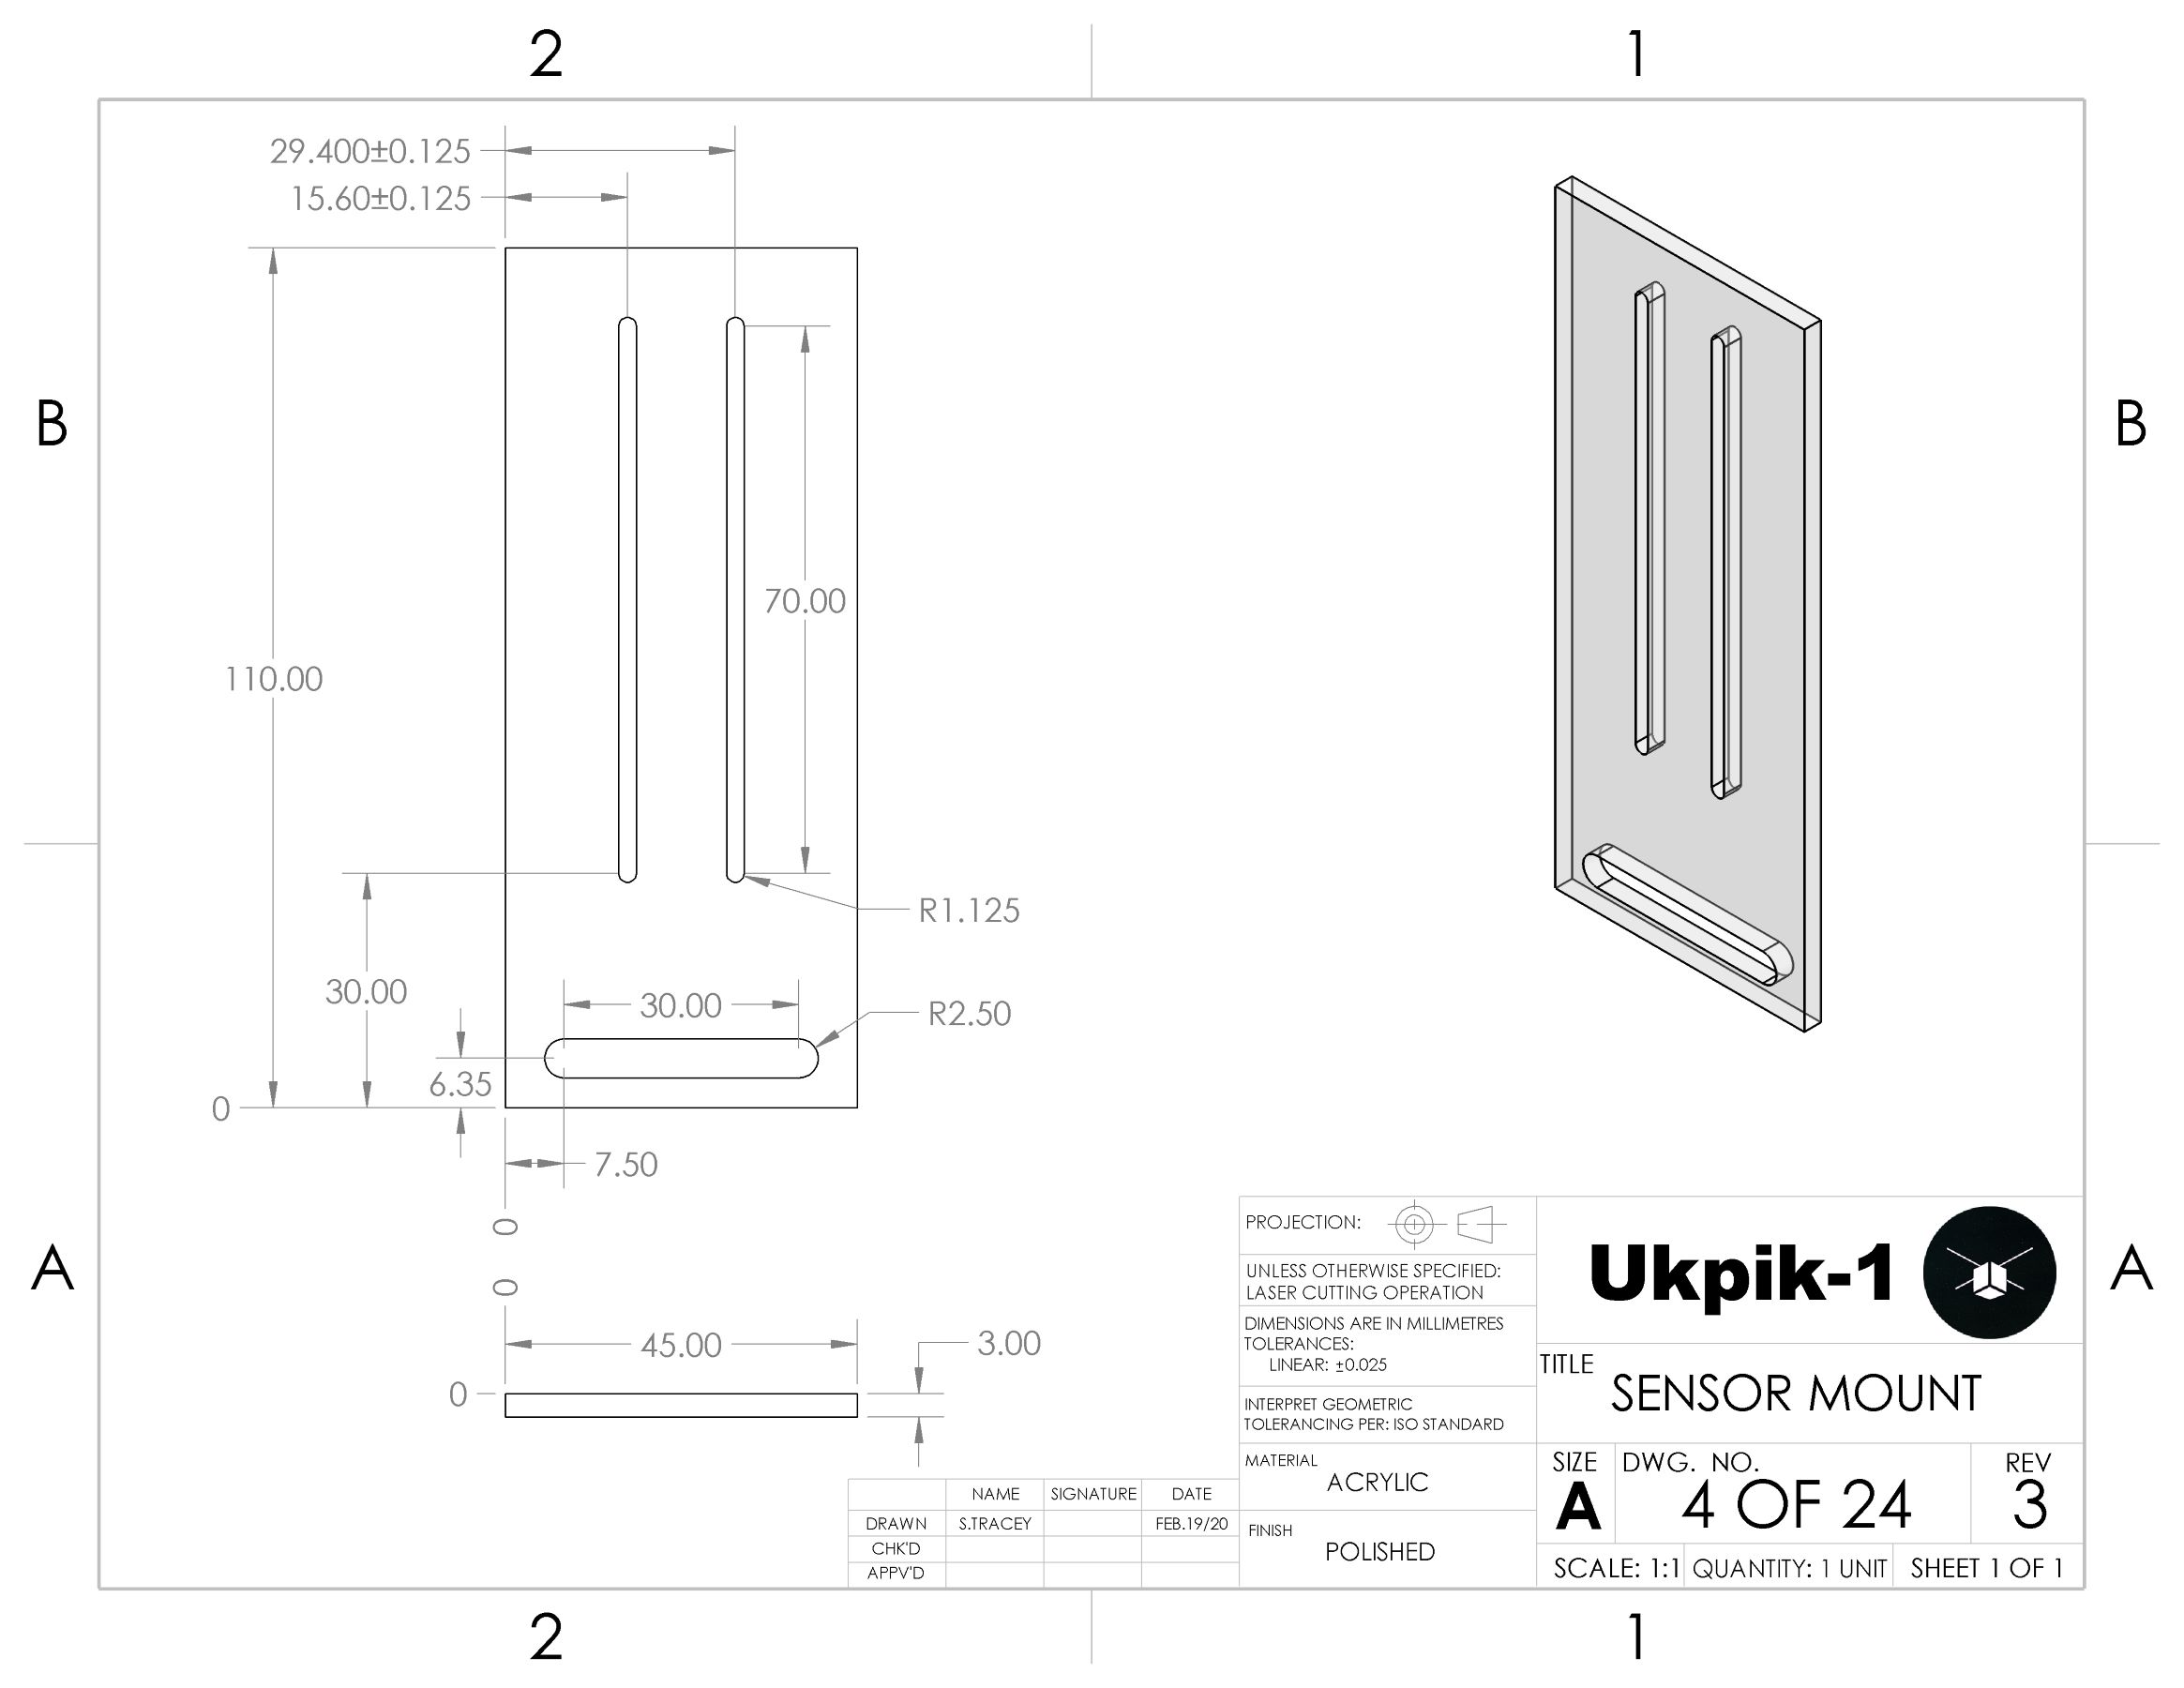 2 1
29.400±0.125
15.60±0.125
B B
70.00
110.00
R1.125
30.00
30.00
R2.50
6.35
0
7.50
0
0
45.00
3.00
0
A A
PROJECTION:
UNLESS OTHERWISE SPECIFIED:
LASER CUTTING OPERATION
DIMENSIONS ARE IN MILLIMETRES
TOLERANCES:
LINEAR: ±0.025
INTERPRET GEOMETRIC
TOLERANCING PER: ISO STANDARD
MATERIAL
ACRYLIC
FINISH
POLISHED
Ukpik-1
TITLE
SENSOR MOUNT
SIZE DWG. NO. REV
A 4 OF 24 3
SCALE: 1:1 QUANTITY: 1 UNIT SHEET 1 OF 1
NAME SIGNATURE DATE
DRAWN S.TRACEY FEB.19/20
CHK'D
APPV'D
2 1